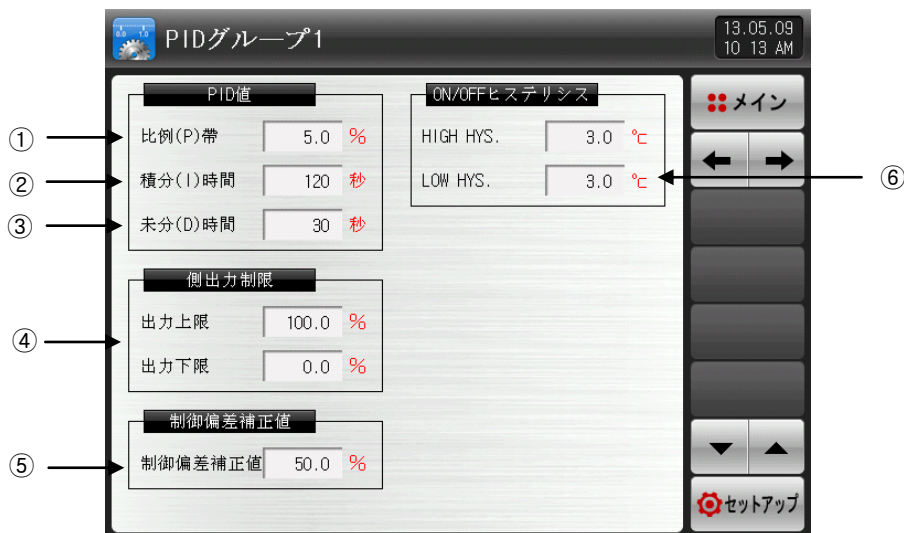 PIDグループ1
13.05.09
10 13 AM
PID値
① 比例(P)帯 5.0 %
② 積分(I)時間 120 秒
③ 未分(D)時間 30 秒
側出力制限
④
出力上限 100.0 %
出力下限 0.0 %
制御偏差補正値
⑤ 制御偏差補正値 50.0 %
ON/OFFヒステリシス
HIGH HYS. 3.0 ℃
LOW HYS. 3.0 ℃
⑥
メイン
セットアップ